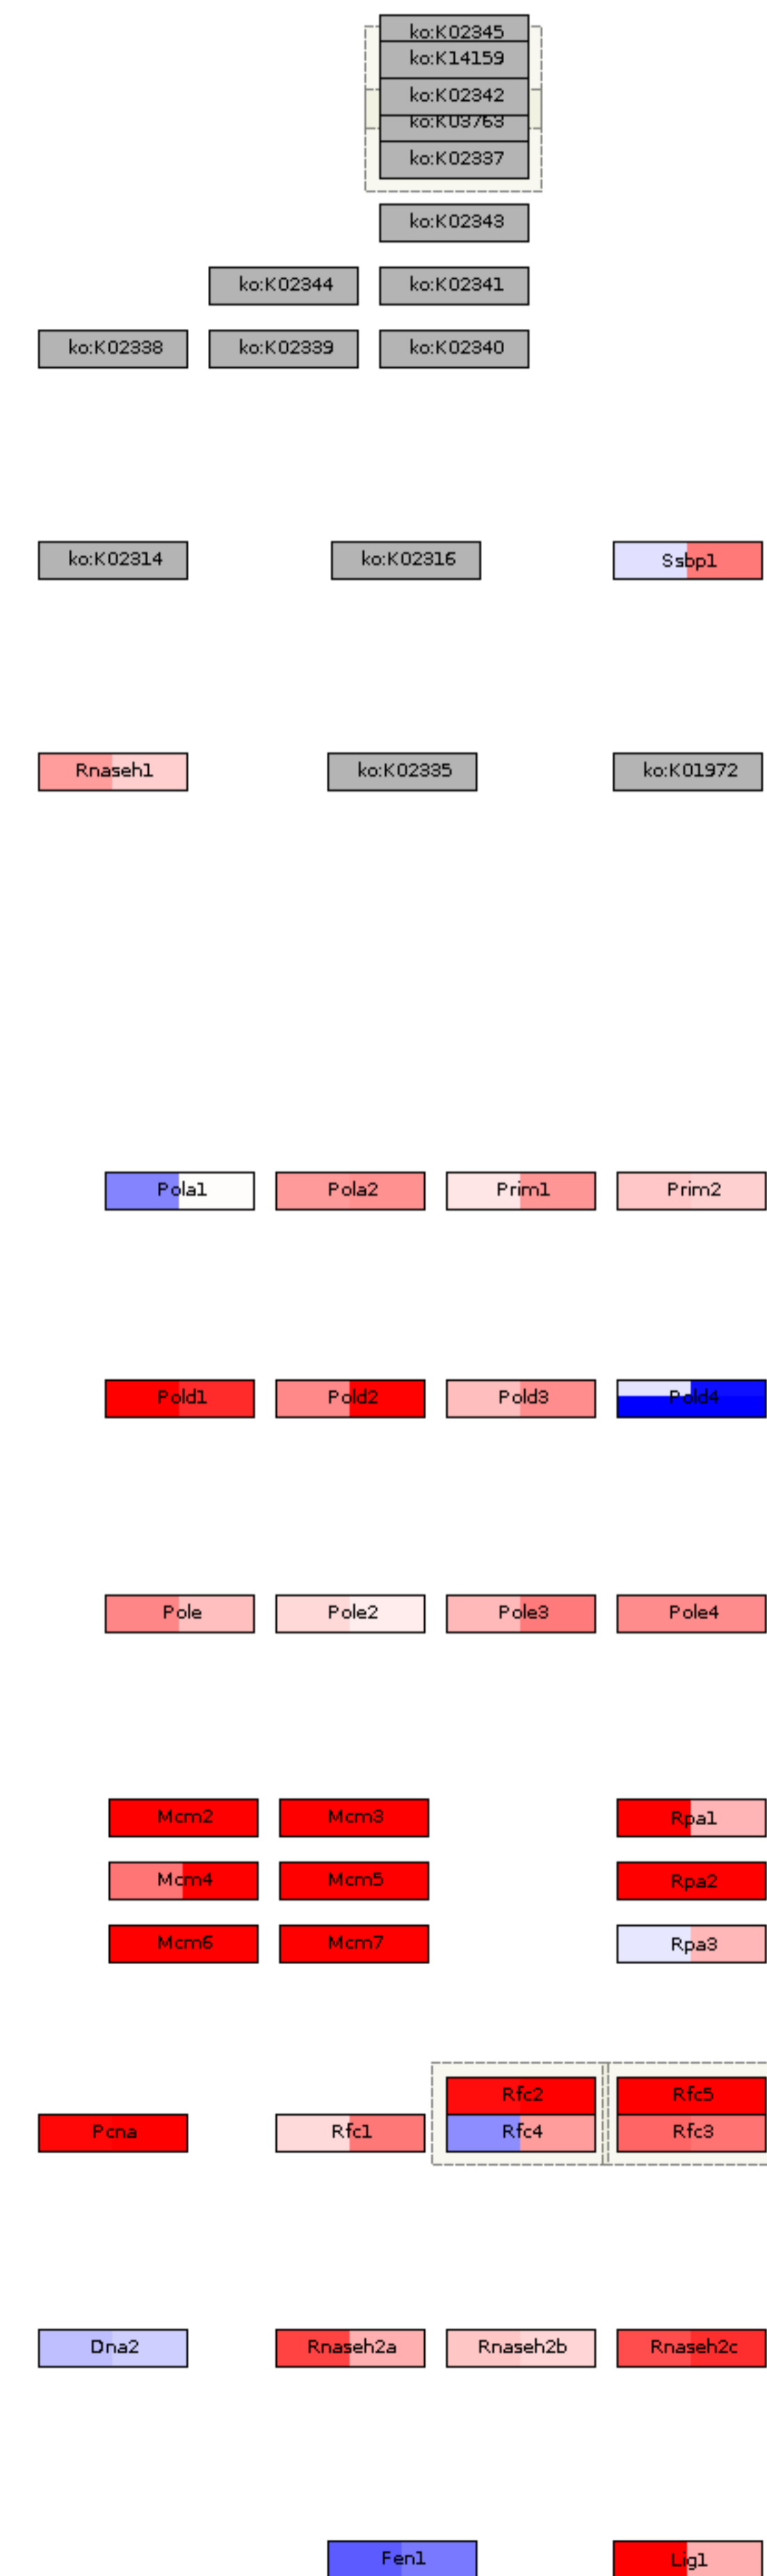 ko:K02345
ko:K14159
ko:K02342
ko:K03763
ko:K02337
ko:K02343
ko:K02344 ko:K02341
ko:K02338 ko:K02339 ko:K02340
ko:K02314 ko:K02316 Ssbp1
Rnaseh1 ko:K02335 ko:K01972
Pola1 Pola2 Prim1 Prim2
Pold1 Pold2 Pold3 Pold4
Pole Pole2 Pole3 Pole4
Mcm2 Mcm3 Rpa1
Mcm4 Mcm5 Rpa2
Mcm6 Mcm7 Rpa3
Rfc2 Rfc5
Pcna Rfc1 Rfc4 Rfc3
Dna2 Rnaseh2a Rnaseh2b Rnaseh2c
Fen1 Lig1